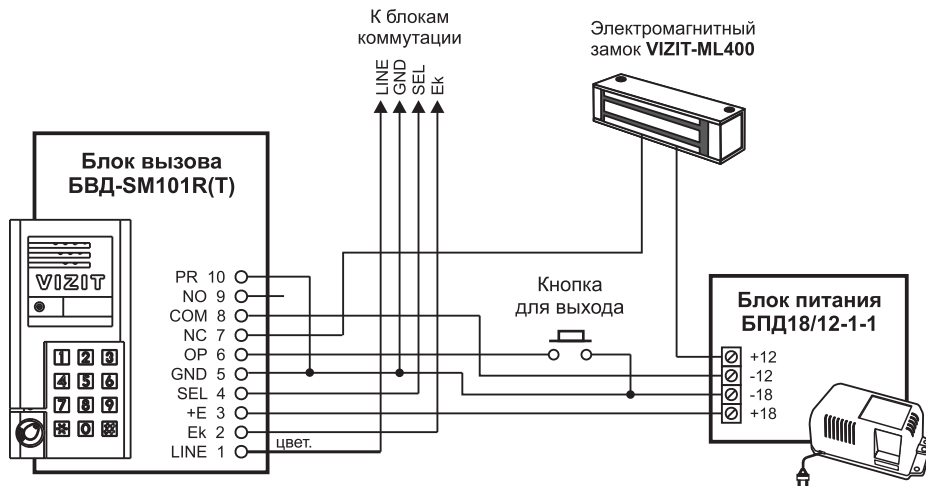 К блокам
коммутации
LINE
GND
SEL
Ek
Электромагнитный
замок VIZIT-ML400
Блок вызова
БВД-SM101R(T)
VIZIT
1 2 3
4 5 6
7 8 9
* 0 #
PR 10
NO 9
COM 8
NC 7
OP 6
GND 5
SEL 4
+E 3
Ek 2
LINE 1
цвет.
Кнопка
для выхода
Блок питания
БПД18/12-1-1
+12
-12
-18
+18